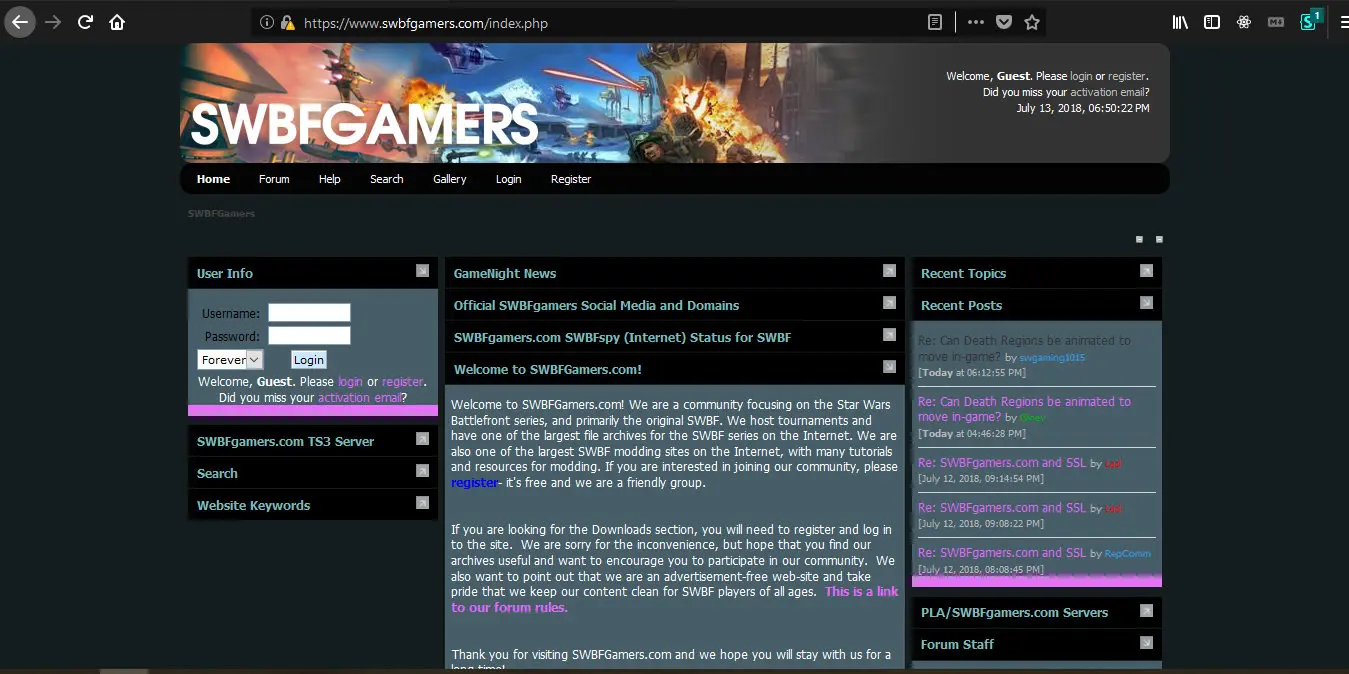 https://www.swbfgamers.com/index.php
SWBFGAMERS
Welcome, Guest. Please login or register.
Did you miss your activation email?
July 13, 2018, 06:50:22 PM
Home Forum Help Search Gallery Login Register
SWBFGamers
User Info
Username:
Password:
Forever Login
Welcome, Guest. Please login or register.
Did you miss your activation email?
SWBFgamers.com TS3 Server
Search
Website Keywords
GameNight News
Official SWBFgamers Social Media and Domains
SWBFgamers.com SWBFspy (Internet) Status for SWBF
Welcome to SWBFGamers.com!
Welcome to SWBFGamers.com! We are a community focusing on the Star Wars
Battlefront series, and primarily the original SWBF. We host tournaments and
have one of the largest file archives for the SWBF series on the Internet. We are
also one of the largest SWBF modding sites on the Internet, with many tutorials
and resources for modding. If you are interested in joining our community, please
register- it's free and we are a friendly group.
If you are looking for the Downloads section, you will need to register and log in
to the site. We are sorry for the inconvenience, but hope that you find our
archives useful and want to encourage you to participate in our community. We
also want to point out that we are an advertisement-free web-site and take
pride that we keep our content clean for SWBF players of all ages. This is a link
to our forum rules.
Thank you for visiting SWBFGamers.com and we hope you will stay with us for a
long time!
Recent Topics
Recent Posts
Re: Can Death Regions be animated to
move in-game? by swgaming1015
[Today at 06:12:55 PM]
Re: Can Death Regions be animated to
move in-game? by
[Today at 04:46:28 PM]
Re: SWBFgamers.com and SSL by
[July 12, 2018, 09:14:54 PM]
Re: SWBFgamers.com and SSL by
[July 12, 2018, 09:08:22 PM]
Re: SWBFgamers.com and SSL by RepComm
[July 12, 2018, 08:08:45 PM]
PLA/SWBFgamers.com Servers
Forum Staff